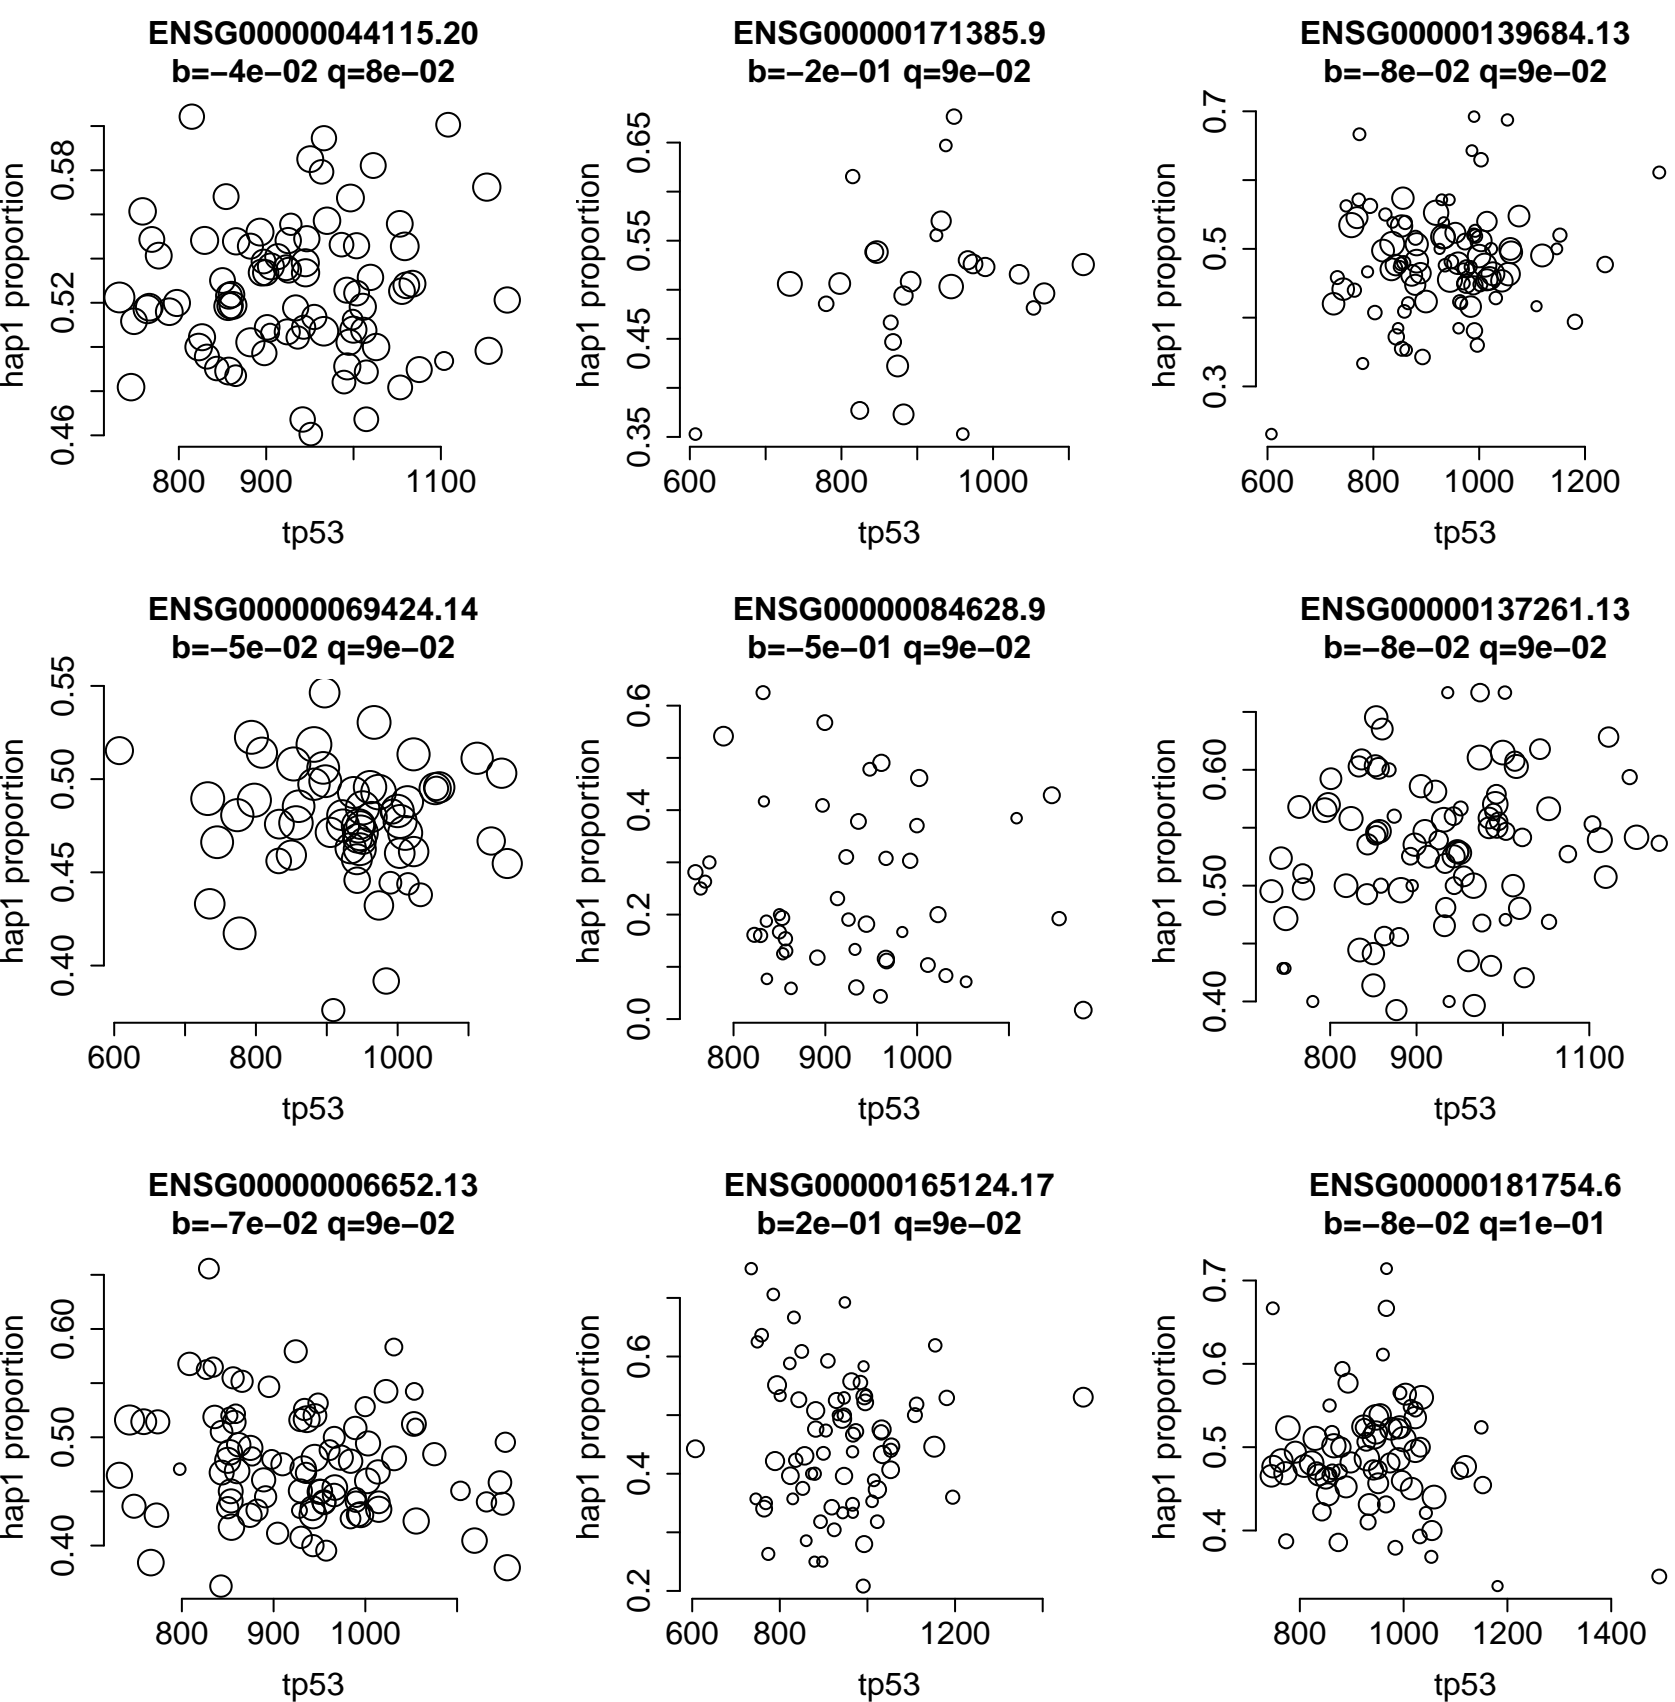 ENSG00000044115.20
b=−4e−02 q=8e−02
hap1 proportion
0.46 0.52 0.58
800 900 1100
tp53
ENSG00000171385.9
b=−2e−01 q=9e−02
hap1 proportion
0.35 0.45 0.55 0.65
600 800 1000
tp53
ENSG00000139684.13
b=−8e−02 q=9e−02
hap1 proportion
0.3 0.5 0.7
600 800 1000 1200
tp53
ENSG00000069424.14
b=−5e−02 q=9e−02
hap1 proportion
0.40 0.45 0.50 0.55
600 800 1000
tp53
ENSG00000084628.9
b=−5e−01 q=9e−02
hap1 proportion
0.0 0.2 0.4 0.6
800 900 1000
tp53
ENSG00000137261.13
b=−8e−02 q=9e−02
hap1 proportion
0.40 0.50 0.60
800 900 1100
tp53
ENSG00000006652.13
b=−7e−02 q=9e−02
hap1 proportion
0.40 0.50 0.60
800 900 1000
tp53
ENSG00000165124.17
b=2e−01 q=9e−02
hap1 proportion
0.2 0.4 0.6
600 800 1200
tp53
ENSG00000181754.6
b=−8e−02 q=1e−01
hap1 proportion
0.4 0.5 0.6 0.7
800 1000 1200 1400
tp53